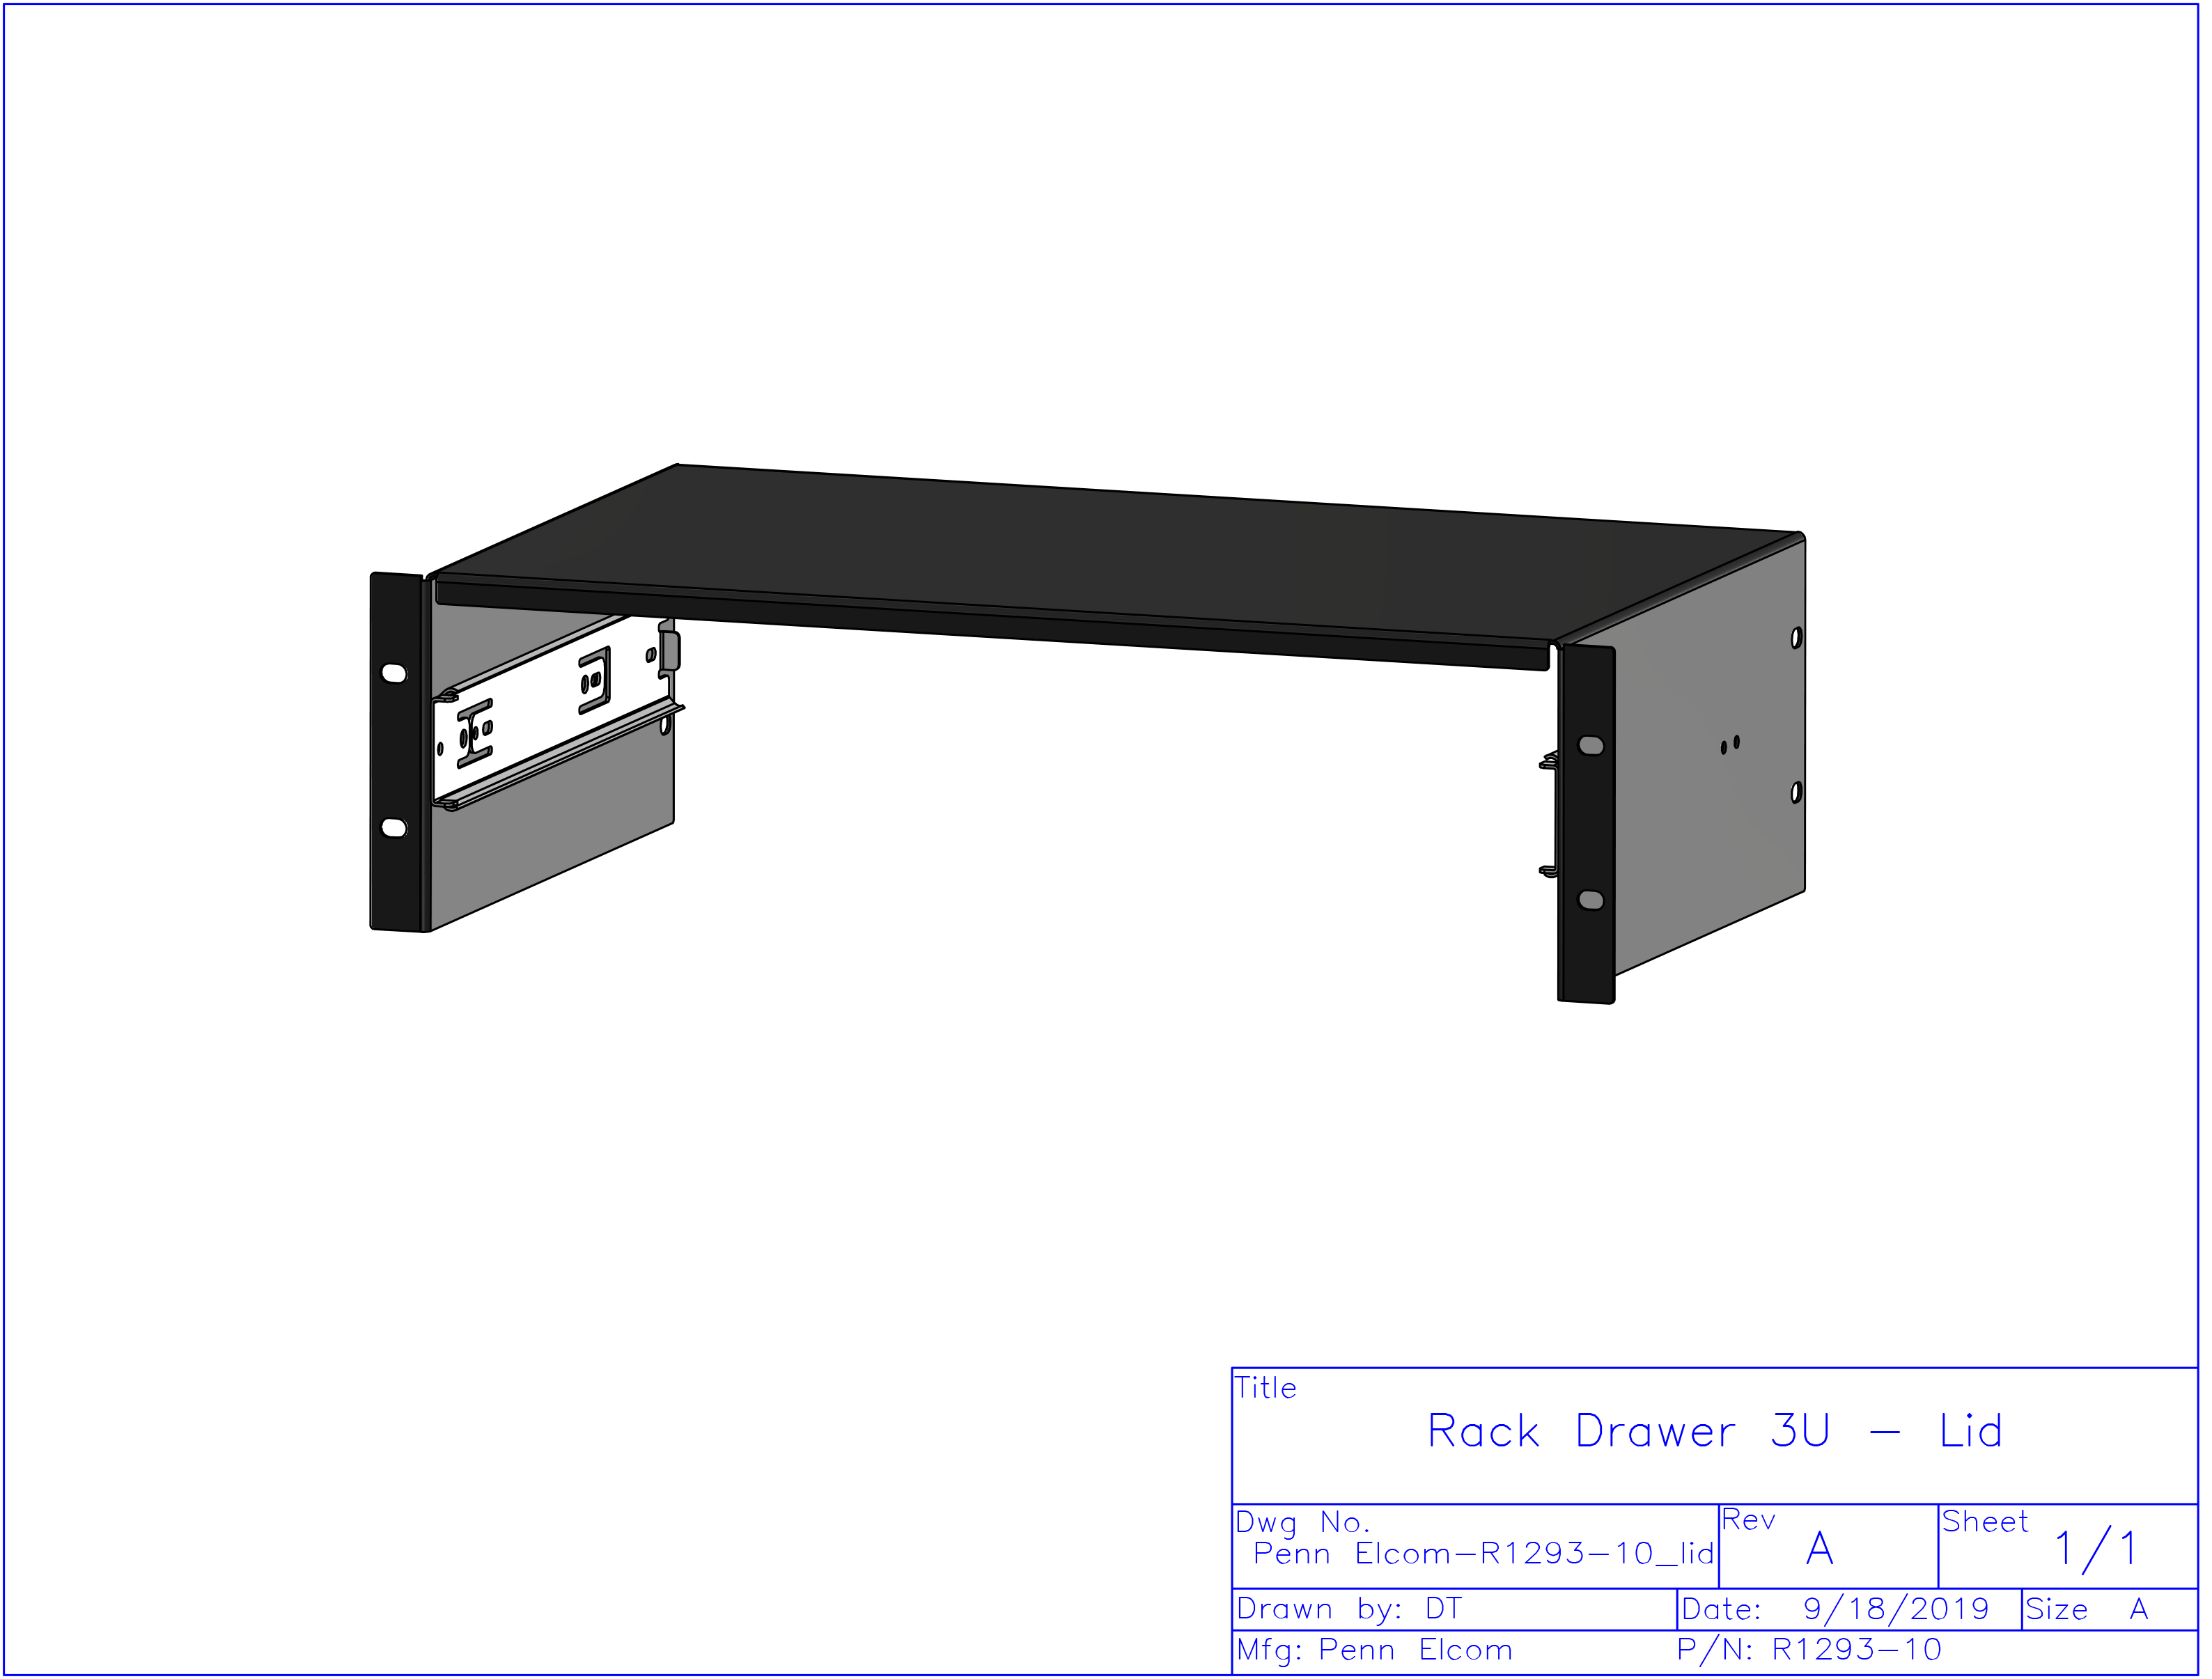 Title
Rack Drawer 3U - Lid
Dwg No.
Penn Elcom-R1293-10_lid
Rev
A
Sheet
1/1
Drawn by: DT
Date: 9/18/2019
Size A
Mfg: Penn Elcom
P/N: R1293-10